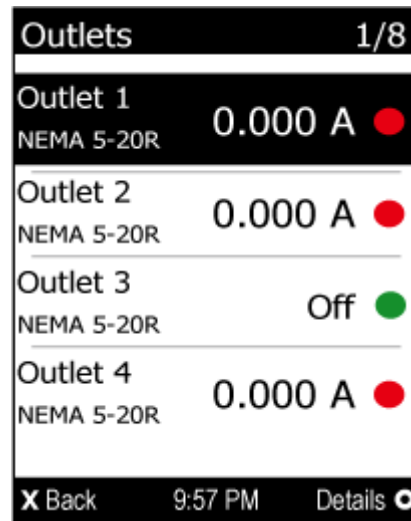 Outlets 1/8
Outlet 1
0.000 A
NEMA 5-20R
Outlet 2
0.000 A
NEMA 5-20R
Outlet 3
Off
NEMA 5-20R
Outlet 4
0.000 A
NEMA 5-20R
X Back 9:57 PM Details O